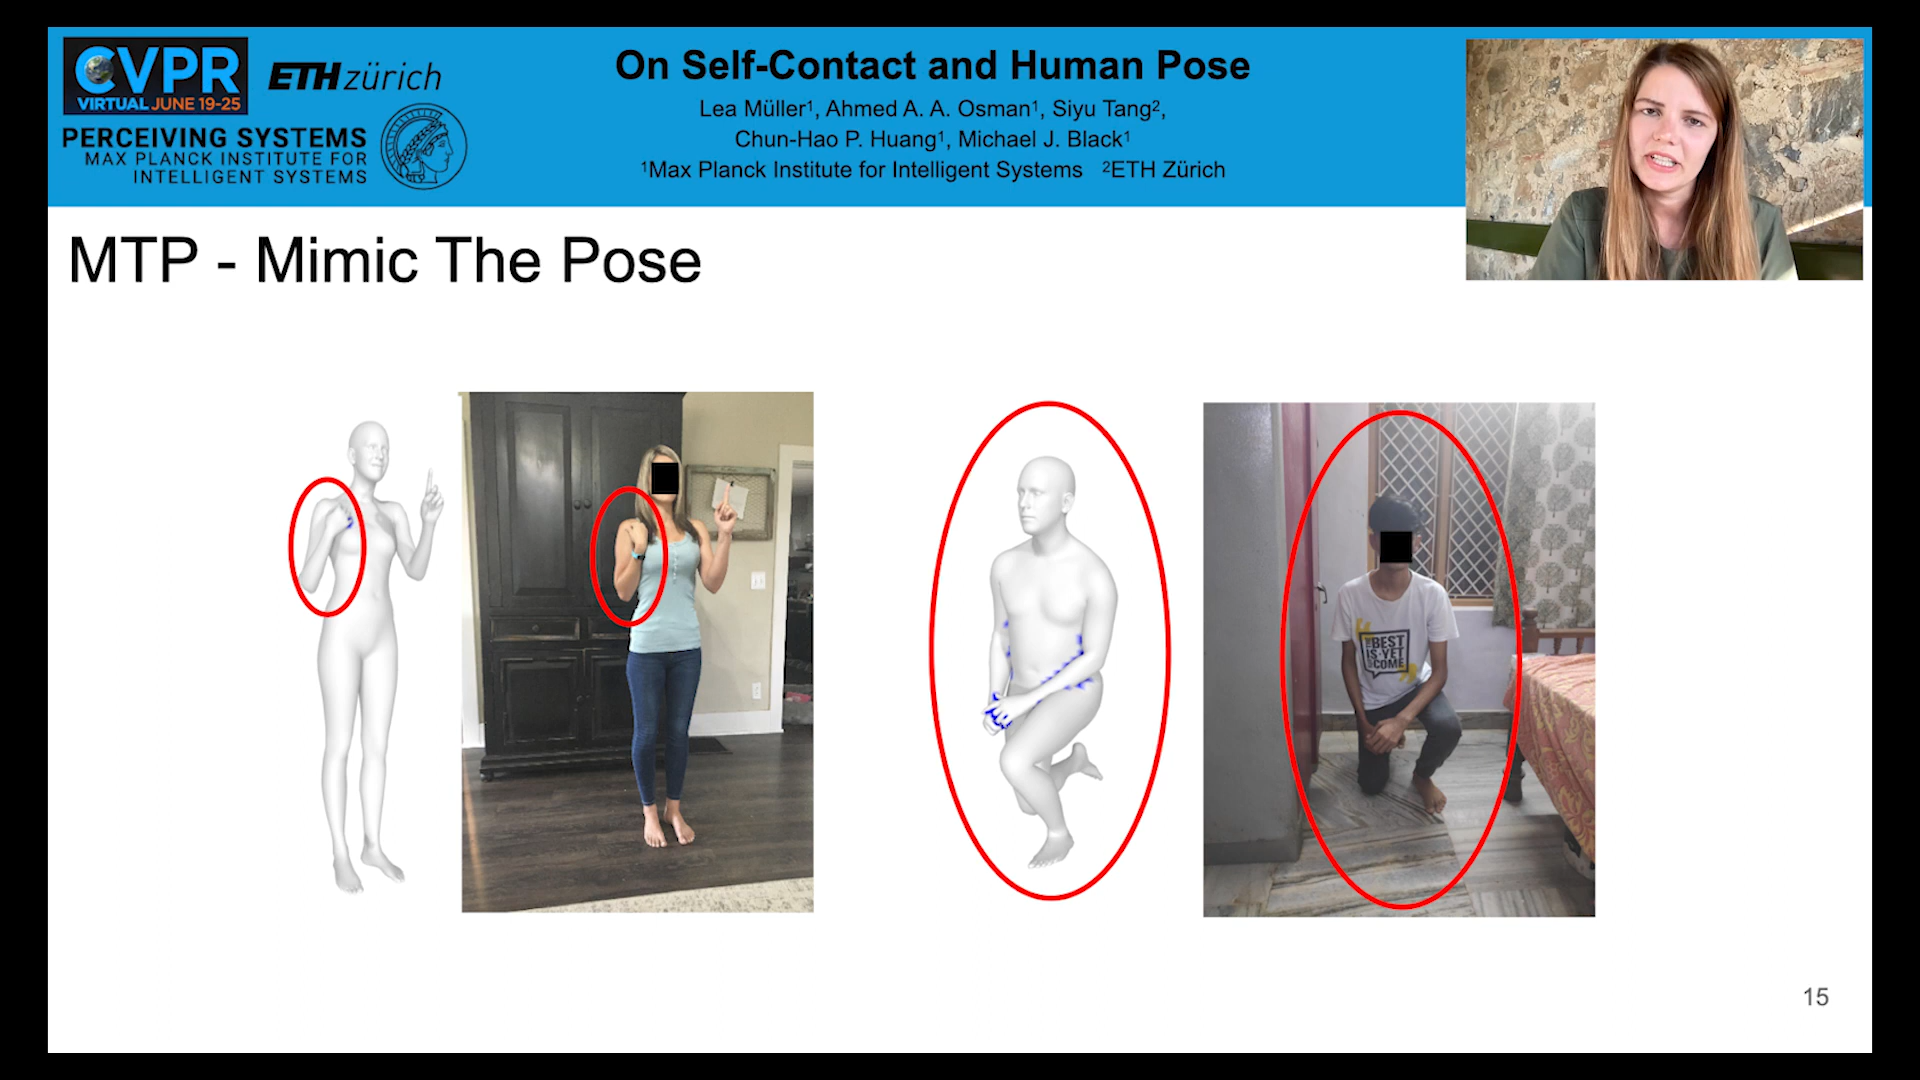 CVPR
VIRTUAL JUNE 19-25
ETH zürich
PERCEIVING SYSTEMS
MAX PLANCK INSTITUTE FOR
INTELLIGENT SYSTEMS
On Self-Contact and Human Pose
Lea Müller¹, Ahmed A. A. Osman¹, Siyu Tang²,
Chun-Hao P. Huang¹, Michael J. Black¹
¹Max Planck Institute for Intelligent Systems ²ETH Zürich
MTP - Mimic The Pose
BEST
IS YET
COME
15